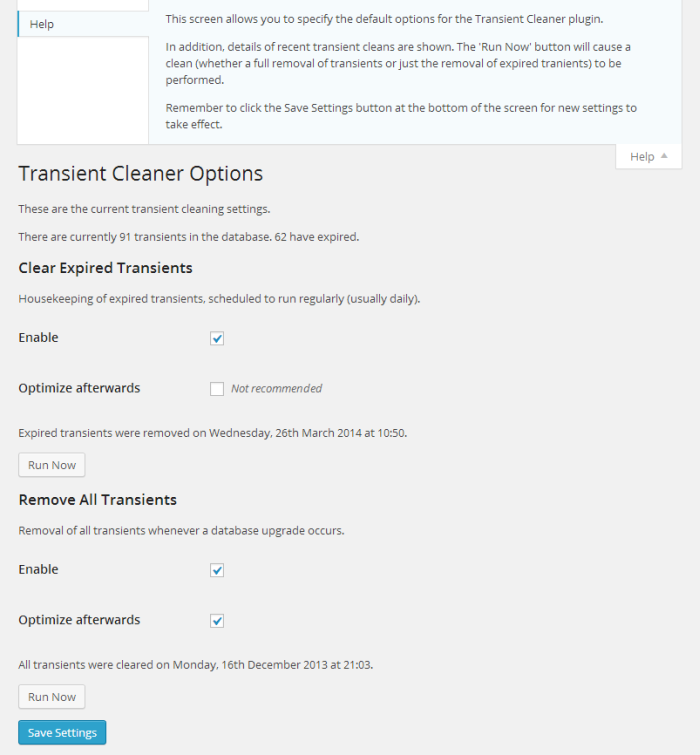 Help
This screen allows you to specify the default options for the Transient Cleaner plugin.
In addition, details of recent transient cleans are shown. The 'Run Now' button will cause a
clean (whether a full removal of transients or just the removal of expired tranients) to be
performed.
Remember to click the Save Settings button at the bottom of the screen for new settings to
take effect.
Help
Transient Cleaner Options
These are the current transient cleaning settings.
There are currently 91 transients in the database. 62 have expired.
Clear Expired Transients
Housekeeping of expired transients, scheduled to run regularly (usually daily).
Enable
Optimize afterwards Not recommended
Expired transients were removed on Wednesday, 26th March 2014 at 10:50.
Run Now
Remove All Transients
Removal of all transients whenever a database upgrade occurs.
Enable
Optimize afterwards
All transients were cleared on Monday, 16th December 2013 at 21:03.
Run Now
Save Settings